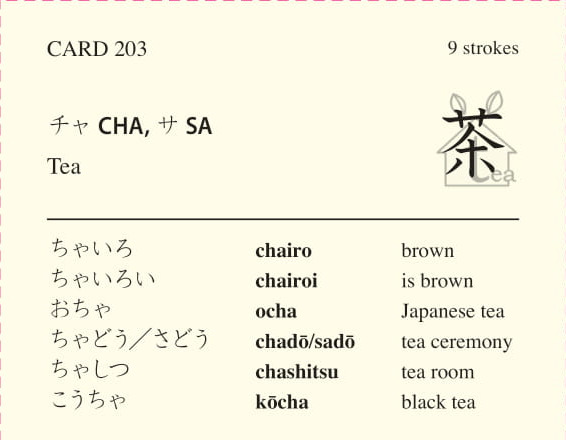 CARD 203 9 strokes
チャ CHA, サ SA
Tea
茶
tea
ちゃいろ chairo brown
ちゃいろい chairoi is brown
おちゃ ocha Japanese tea
ちゃどう／さどう chadō/sadō tea ceremony
ちゃしつ chashitsu tea room
こうちゃ kōcha black tea